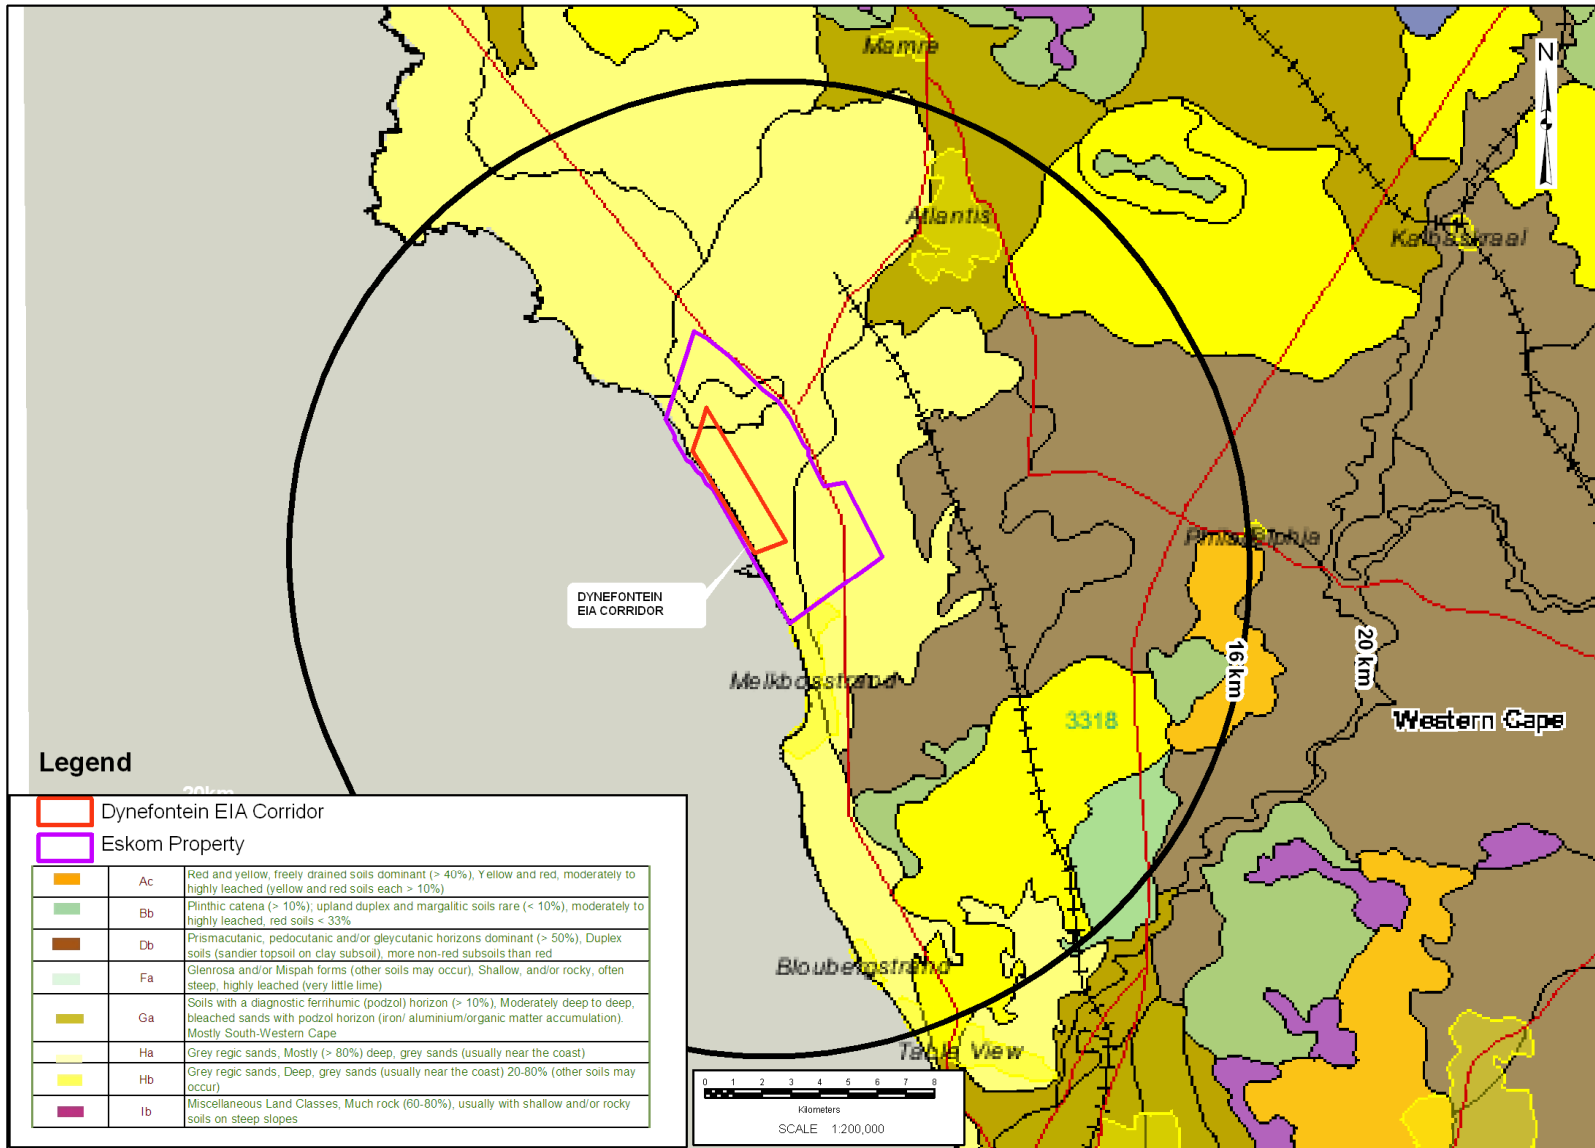 Mamre
N
Atlantis
Kalbaskraal
Philadelphia
DYNEFONTEIN
EIA CORRIDOR
16 km
20 km
Melkbosstrand
3318
Western Cape
Legend
20km
Dynefontein EIA Corridor
Eskom Property
Ac Red and yellow, freely drained soils dominant (> 40%), Yellow and red, moderately to
highly leached (yellow and red soils each > 10%)
Bb Plinthic catena (> 10%); upland duplex and margalitic soils rare (< 10%), moderately to
highly leached, red soils < 33%
Db Prismacutanic, pedocutanic and/or gleycutanic horizons dominant (> 50%), Duplex
soils (sandier topsoil on clay subsoil), more non-red subsoils than red
Fa Glenrosa and/or Mispah forms (other soils may occur), Shallow, and/or rocky, often
steep, highly leached (very little lime)
Ga Soils with a diagnostic ferrihumic (podzol) horizon (> 10%), Moderately deep to deep,
bleached sands with podzol horizon (iron/ aluminium/organic matter accumulation).
Mostly South-Western Cape
Ha Grey regic sands, Mostly (> 80%) deep, grey sands (usually near the coast)
Hb Grey regic sands, Deep, grey sands (usually near the coast) 20-80% (other soils may
occur)
Ib Miscellaneous Land Classes, Much rock (60-80%), usually with shallow and/or rocky
soils on steep slopes
Bloubergstrand
Table View
0 1 2 3 4 5 6 7 8
Kilometers
SCALE 1:200,000